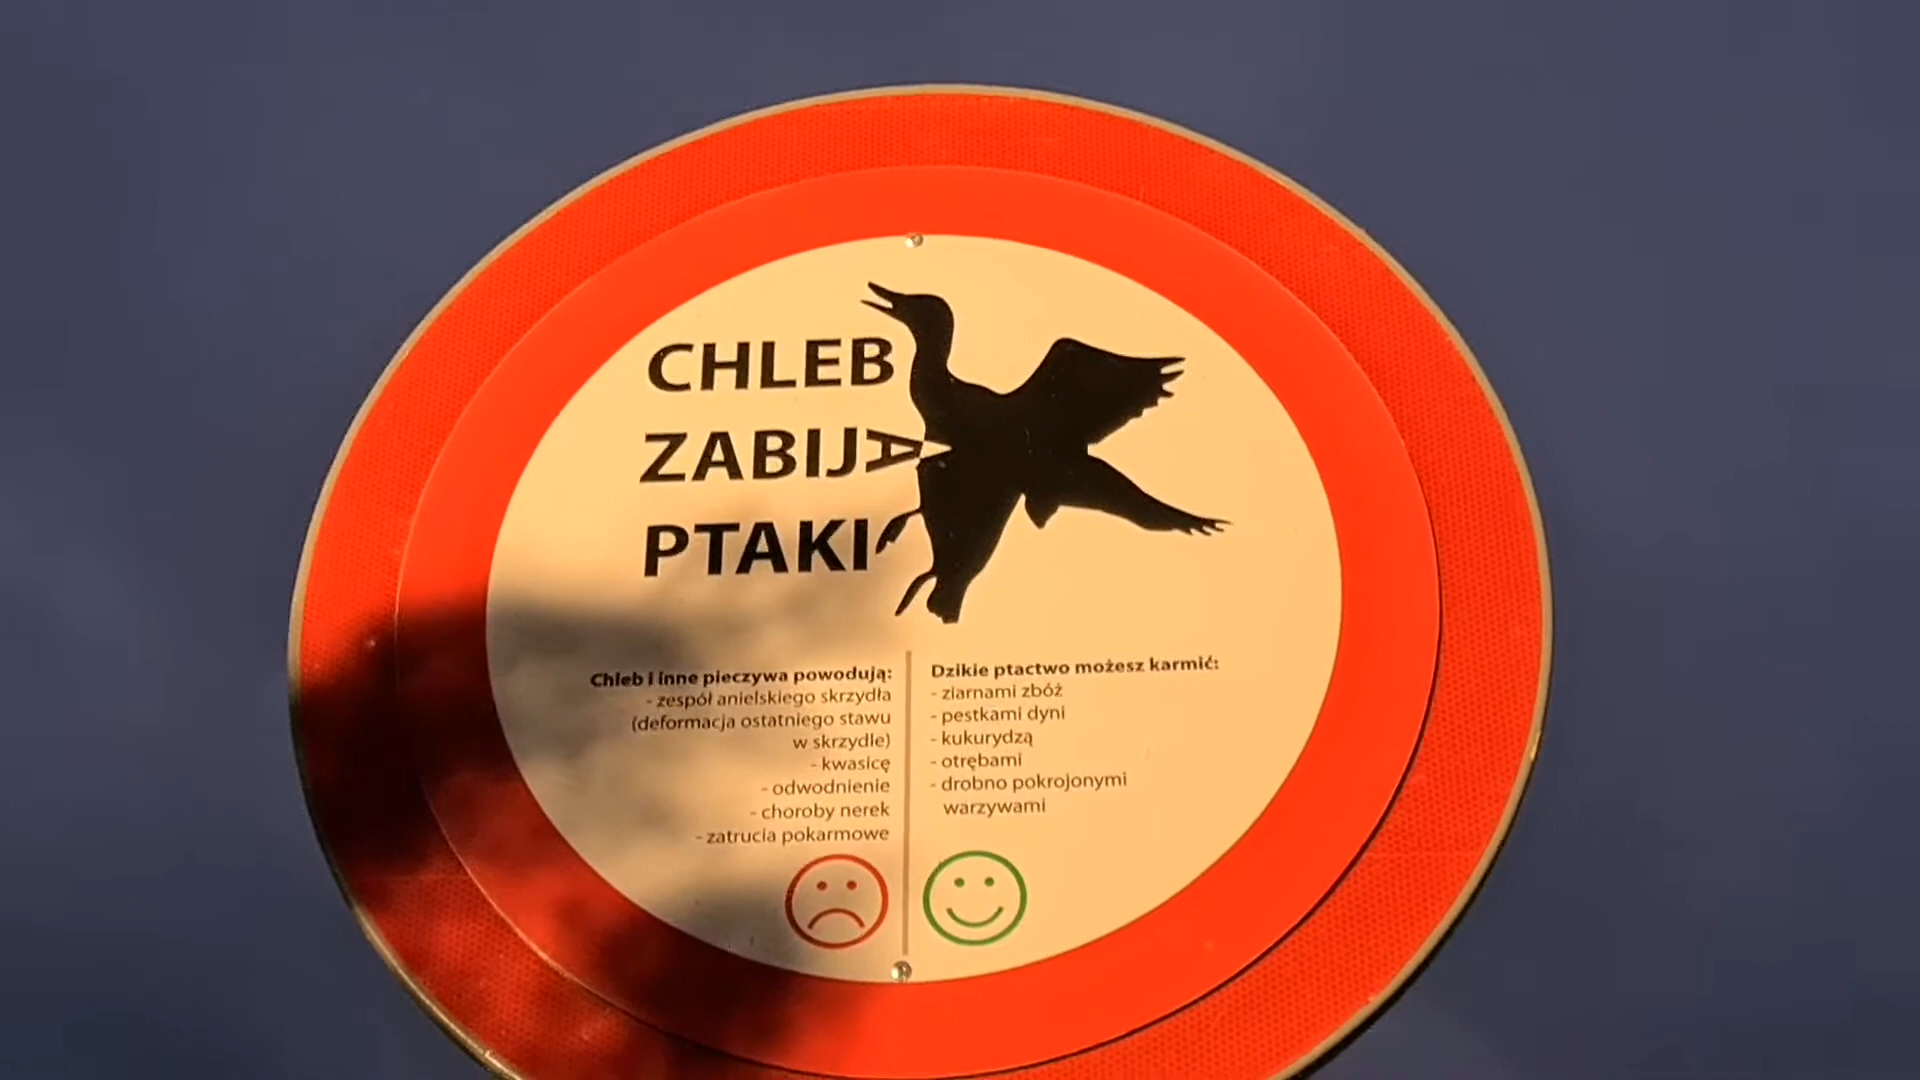 CHLEB
ZABIJA
PTAKI
Chleb i inne pieczywa powodują:
- zespół anielskiego skrzydła
(deformacja ostatniego stawu
w skrzydle)
- kwasicę
- odwodnienie
- choroby nerek
- zatrucia pokarmowe
Dzikie ptactwo możesz karmić:
- ziarnami zbóż
- pestkami dyni
- kukurydzą
- otrębami
- drobno pokrojonymi
warzywami